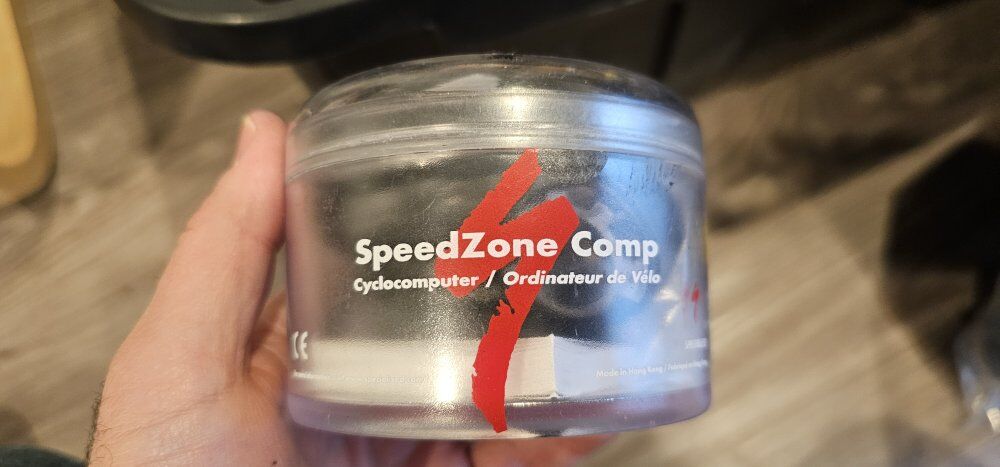 SpeedZone Comp
Cyclocomputer / Ordinateur de Vélo
CE
Made in Hong Kong /